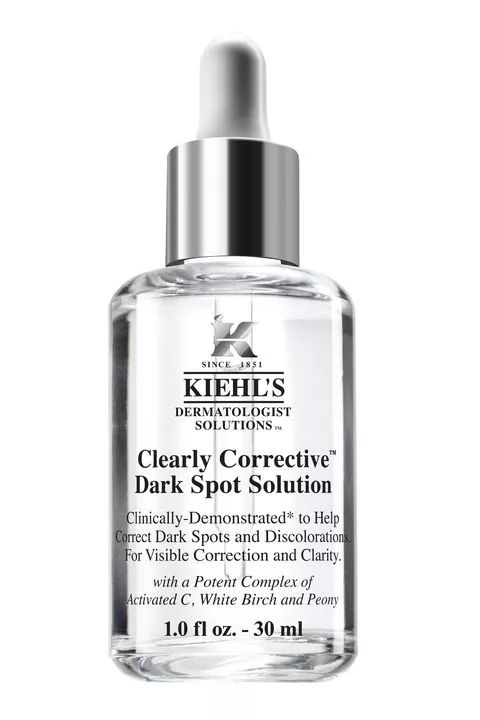 K
SINCE 1851
KIEHL'S
DERMATOLOGIST
SOLUTIONS™
Clearly Corrective™
Dark Spot Solution
Clinically-Demonstrated* to Help
Correct Dark Spots and Discolorations.
For Visible Correction and Clarity.
with a Potent Complex of
Activated C, White Birch and Peony
1.0 fl oz. - 30 ml